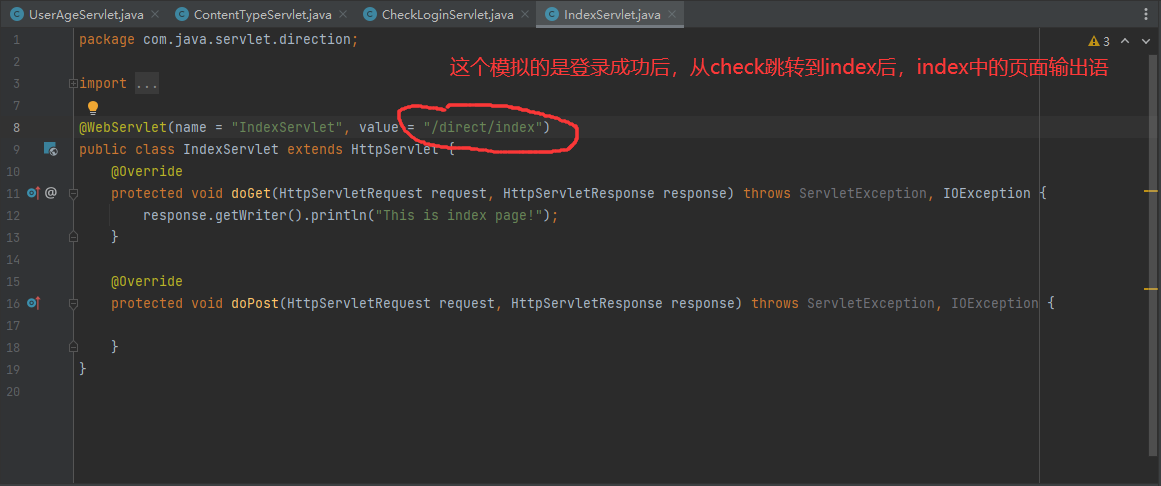 UserAgeServlet.java ContentTypeServlet.java CheckLoginServlet.java IndexServlet.java
1 package com.java.servlet.direction;
3
2
这个模拟的是登录成功后，从check跳转到index后，index中的页面输出语
3 import ...
7
8 @WebServlet(name = "IndexServlet", value = "/direct/index")
9 public class IndexServlet extends HttpServlet {
10 @Override
11 @ protected void doGet(HttpServletRequest request, HttpServletResponse response) throws ServletException, IOException {
12 response.getWriter().println("This is index page!");
13 }
14
15 @Override
16 protected void doPost(HttpServletRequest request, HttpServletResponse response) throws ServletException, IOException {
17
18 }
19 }
20